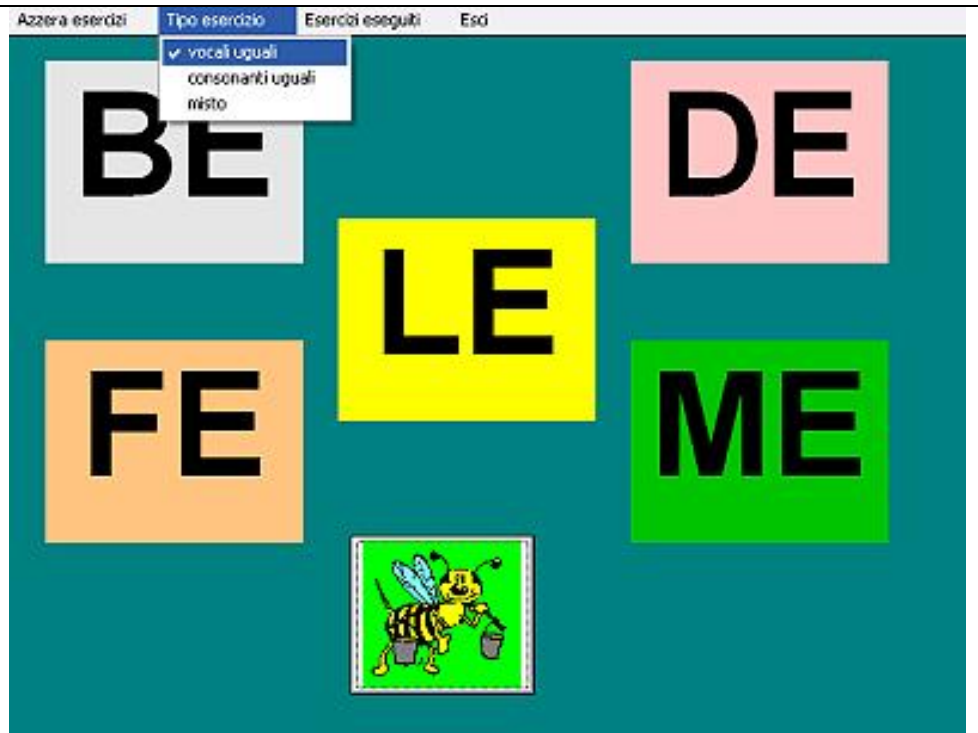 Azzera esercizi Tipo esercizio Esercizi eseguiti Esci
vocali uguali
consonanti uguali
misto
BE
DE
LE
FE
ME